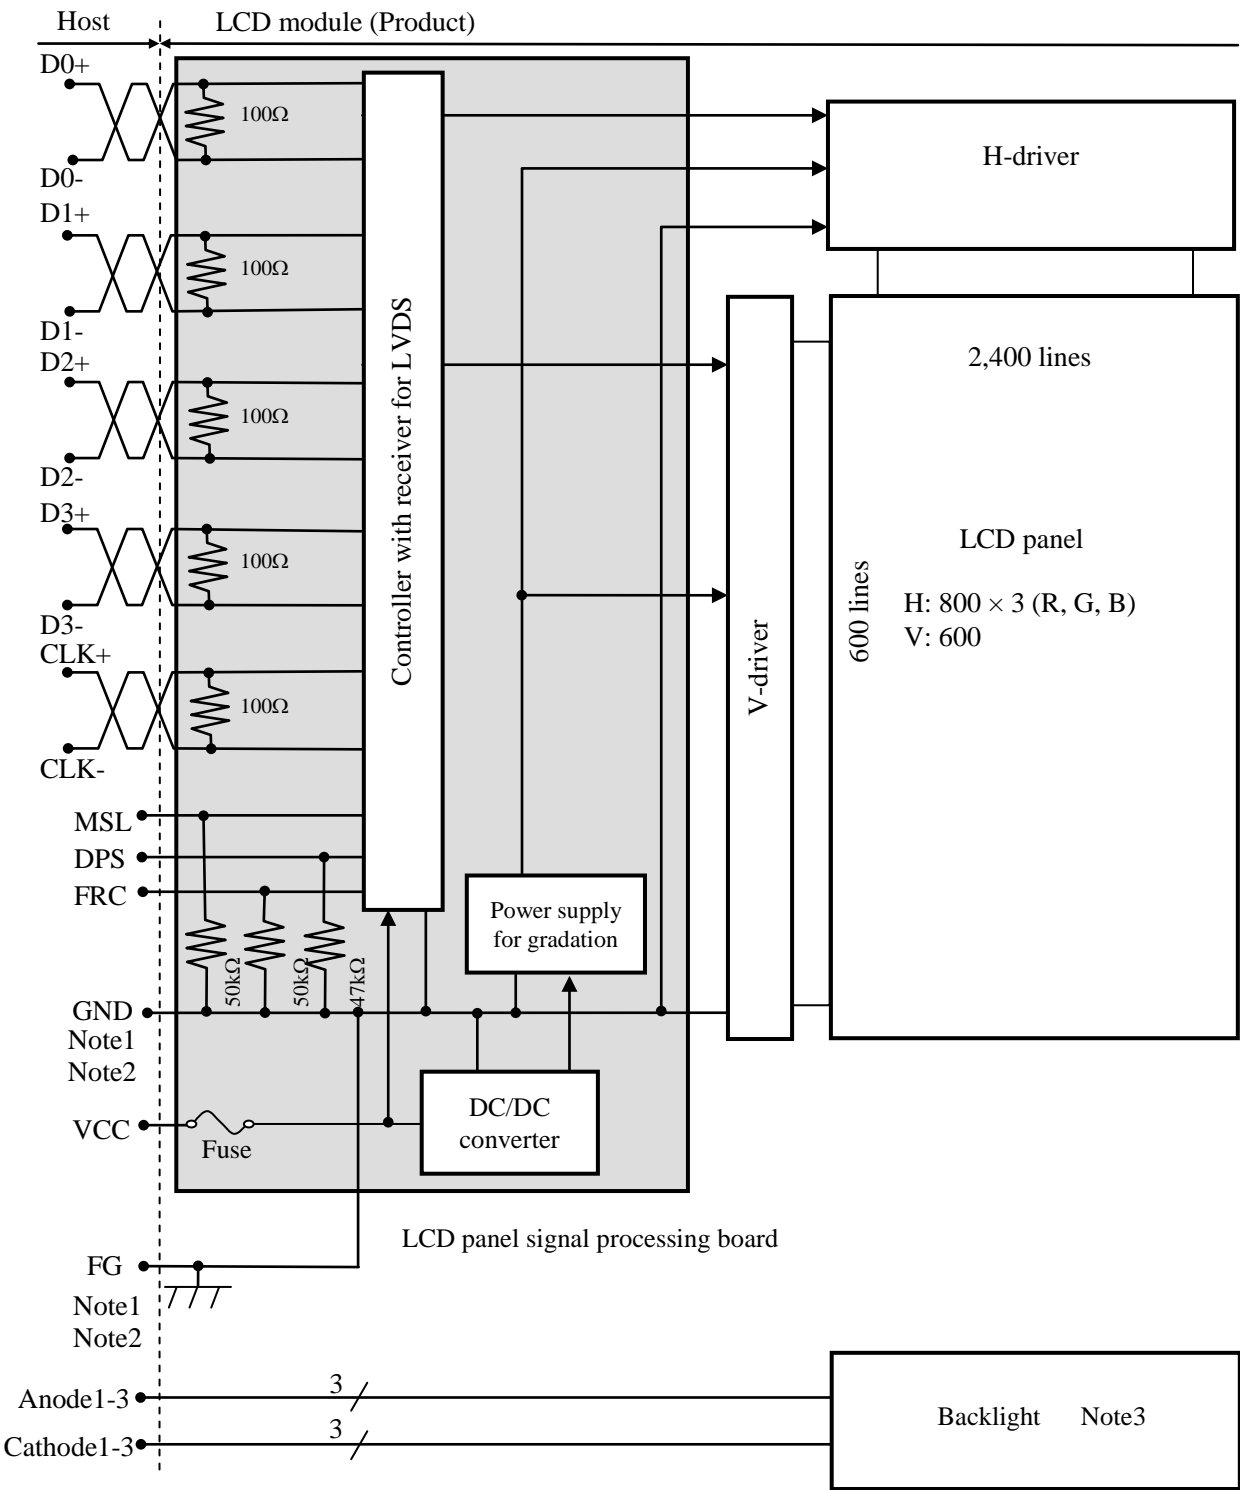 Host
LCD module (Product)
D0+
100Ω
D0-
H-driver
D1+
100Ω
D1-
D2+
100Ω
D2-
D3+
100Ω
D3-
CLK+
100Ω
CLK-
Controller with receiver for LVDS
2,400 lines
600 lines
LCD panel
H: 800 × 3 (R, G, B)
V: 600
V-driver
MSL
DPS
FRC
50kΩ
50kΩ
47kΩ
Power supply
for gradation
GND
Note1
Note2
VCC
Fuse
DC/DC
converter
LCD panel signal processing board
FG
Note1
Note2
Anode1-3
3
Cathode1-3
3
Backlight Note3